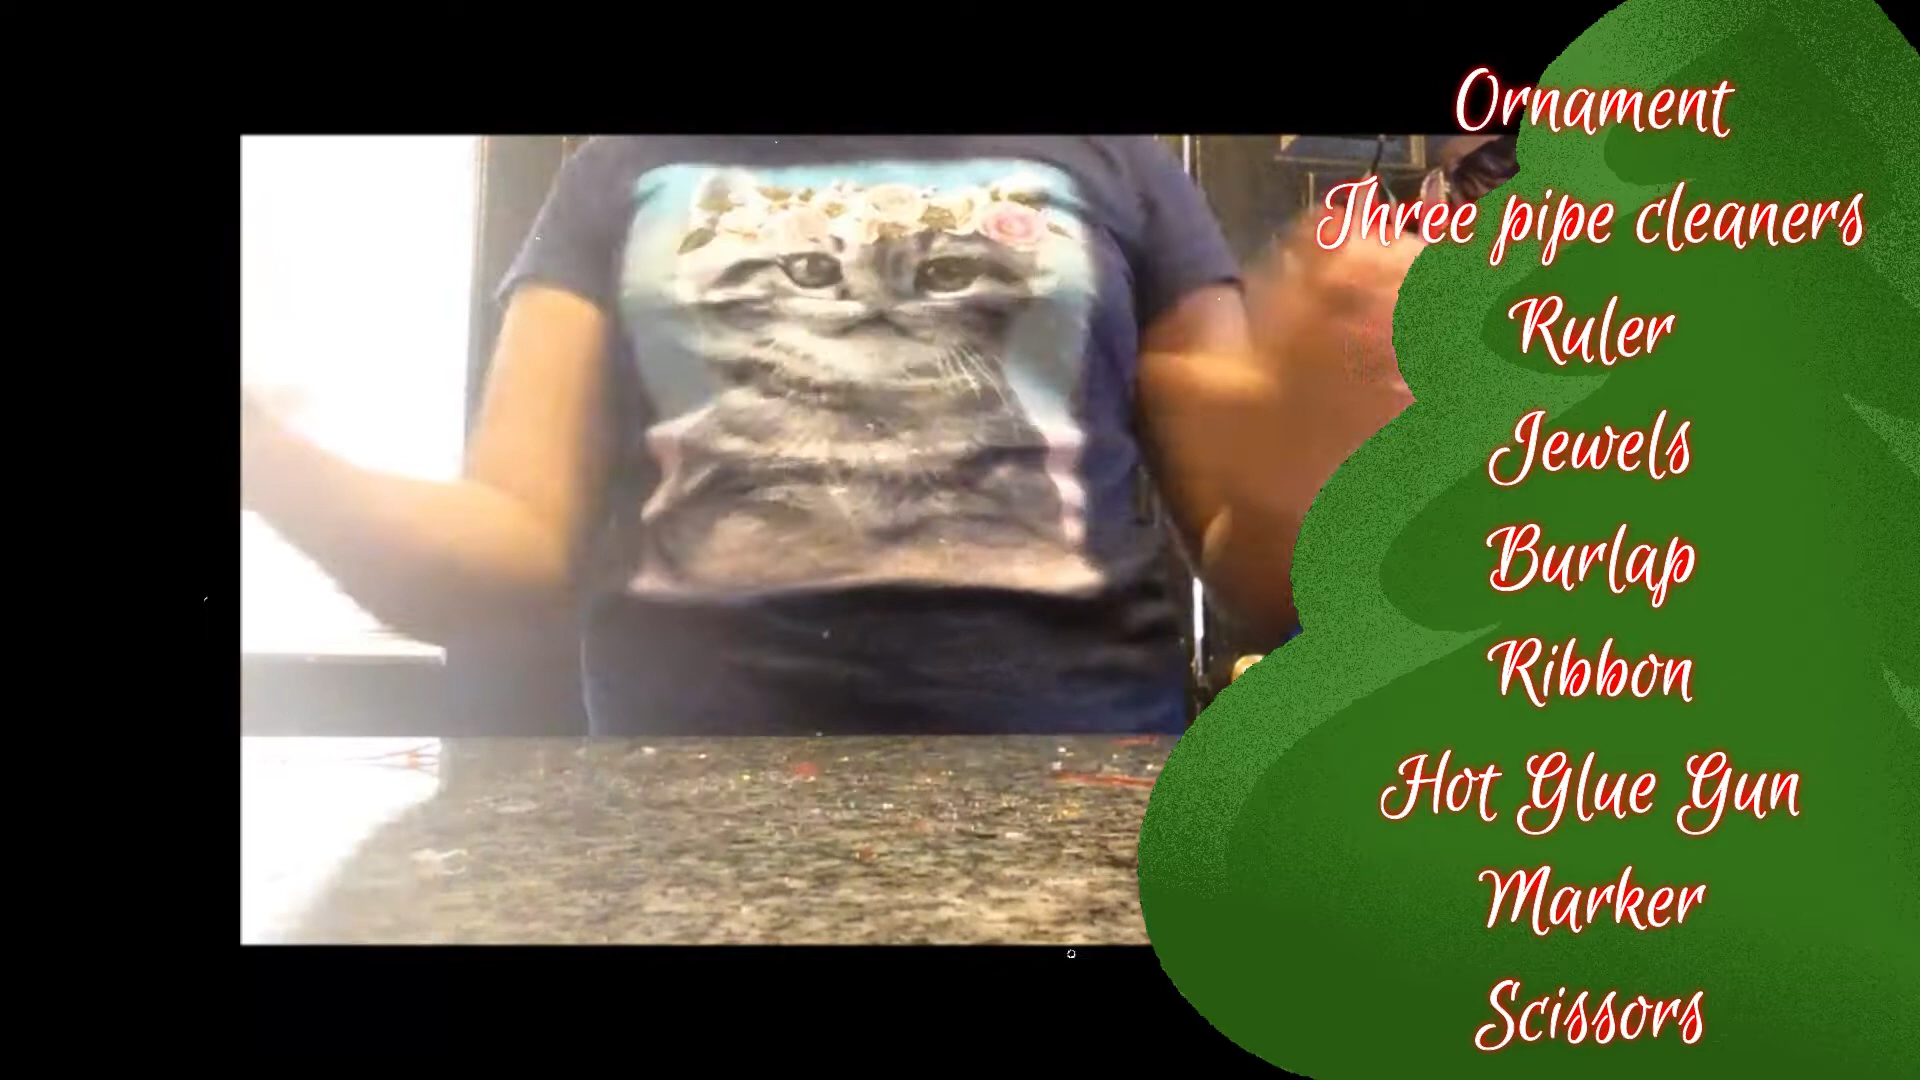 Ornament
Three pipe cleaners
Ruler
Jewels
Burlap
Ribbon
Hot Glue Gun
Marker
Scissors